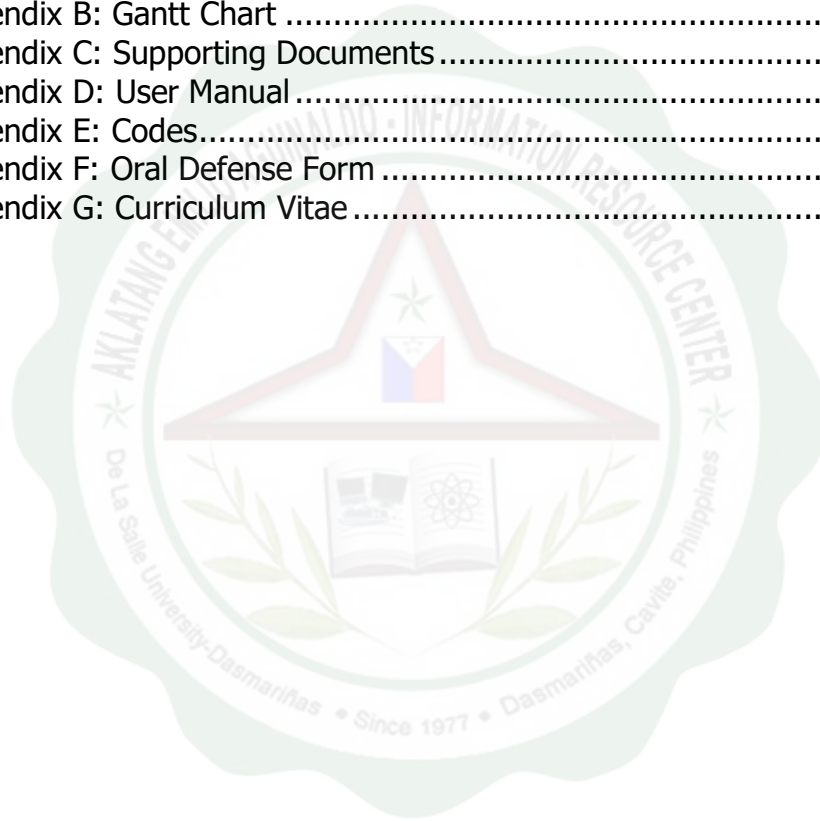 endix B: Gantt Chart ..........................................................
endix C: Supporting Documents ..........................................
endix D: User Manual .........................................................
endix E: Codes....................................................................
endix F: Oral Defense Form ................................................
endix G: Curriculum Vitae ...................................................
AKLATANG EMILIO AGUINALDO - INFORMATION RESOURCE CENTER
De La Salle University-Dasmariñas • Since 1977 • Dasmariñas, Cavite, Philippines